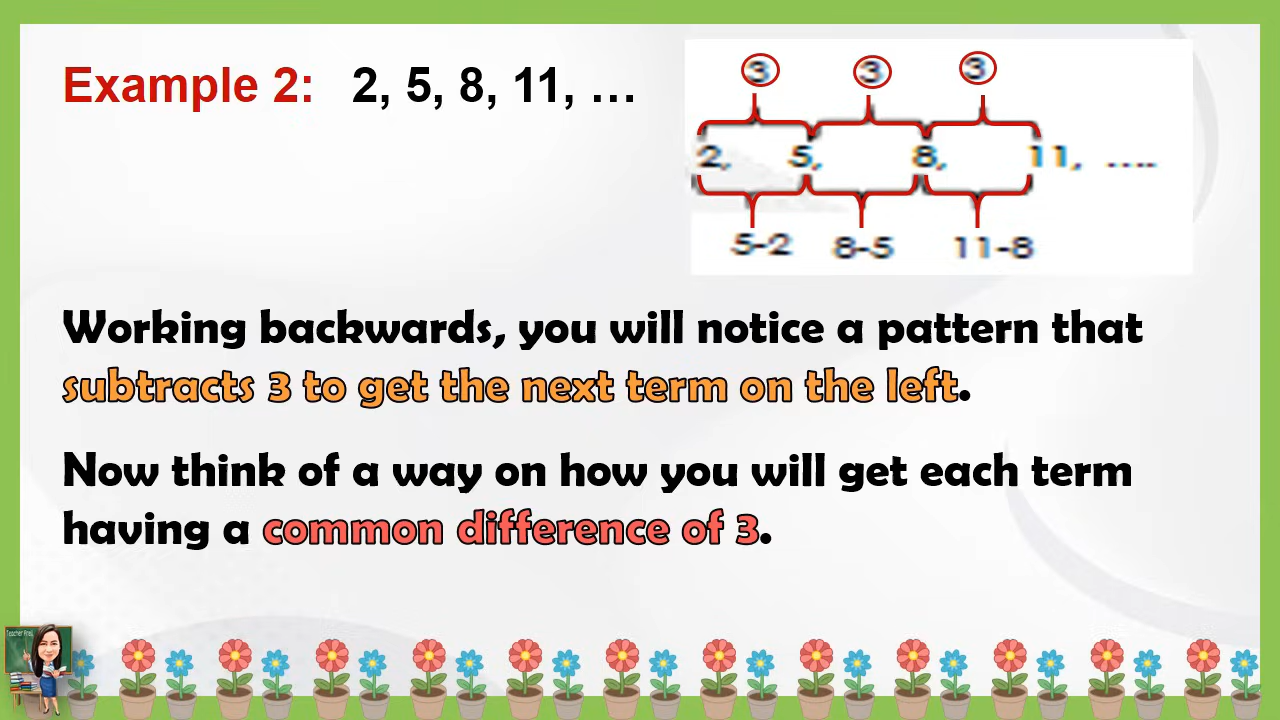 Example 2: 2, 5, 8, 11, …
3 3 3
2, 5, 8, 11, ....
5-2 8-5 11-8
Working backwards, you will notice a pattern that
subtracts 3 to get the next term on the left.
Now think of a way on how you will get each term
having a common difference of 3.